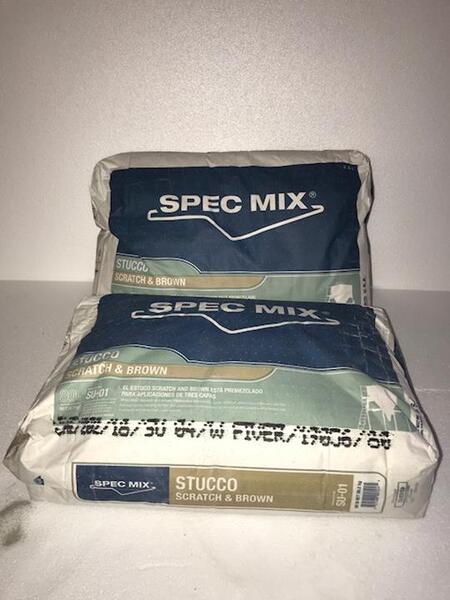 SPEC MIX®
STUCCO
SCRATCH & BROWN
SPEC MIX
STUCCO
SCRATCH & BROWN
SU-01
EL ESTUCO SCRATCH AND BROWN ESTÁ PREMEZCLADO
PARA APLICACIONES DE TRES CAPAS
SPEC MIX
STUCCO
SCRATCH & BROWN
SU-01